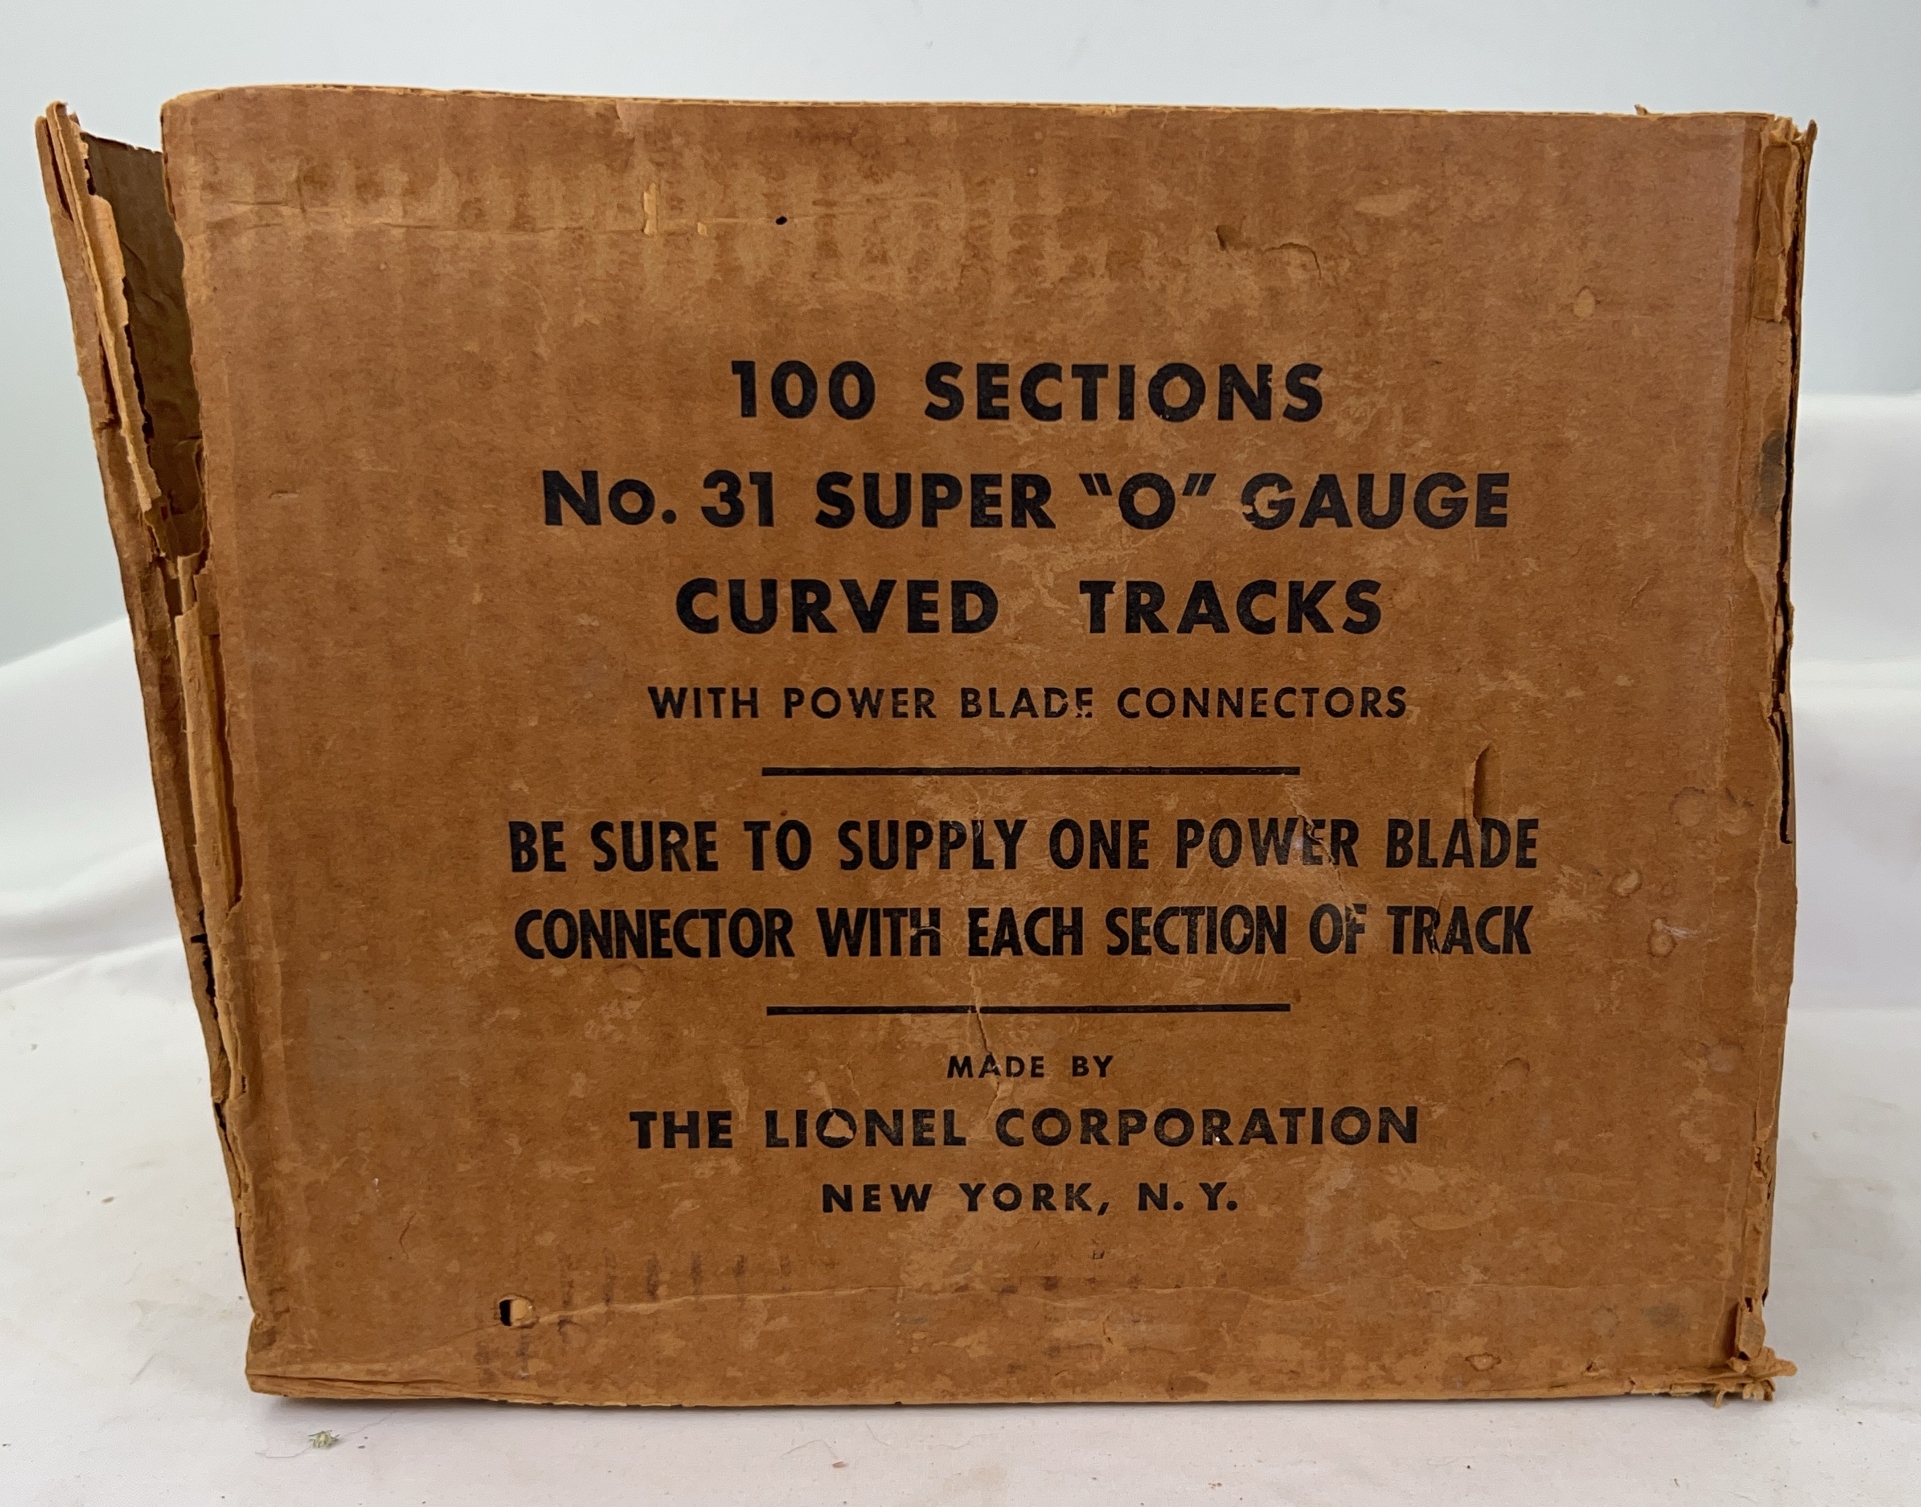 100 SECTIONS
No. 31 SUPER "O" GAUGE
CURVED TRACKS
WITH POWER BLADE CONNECTORS
BE SURE TO SUPPLY ONE POWER BLADE
CONNECTOR WITH EACH SECTION OF TRACK
MADE BY
THE LIONEL CORPORATION
NEW YORK, N. Y.